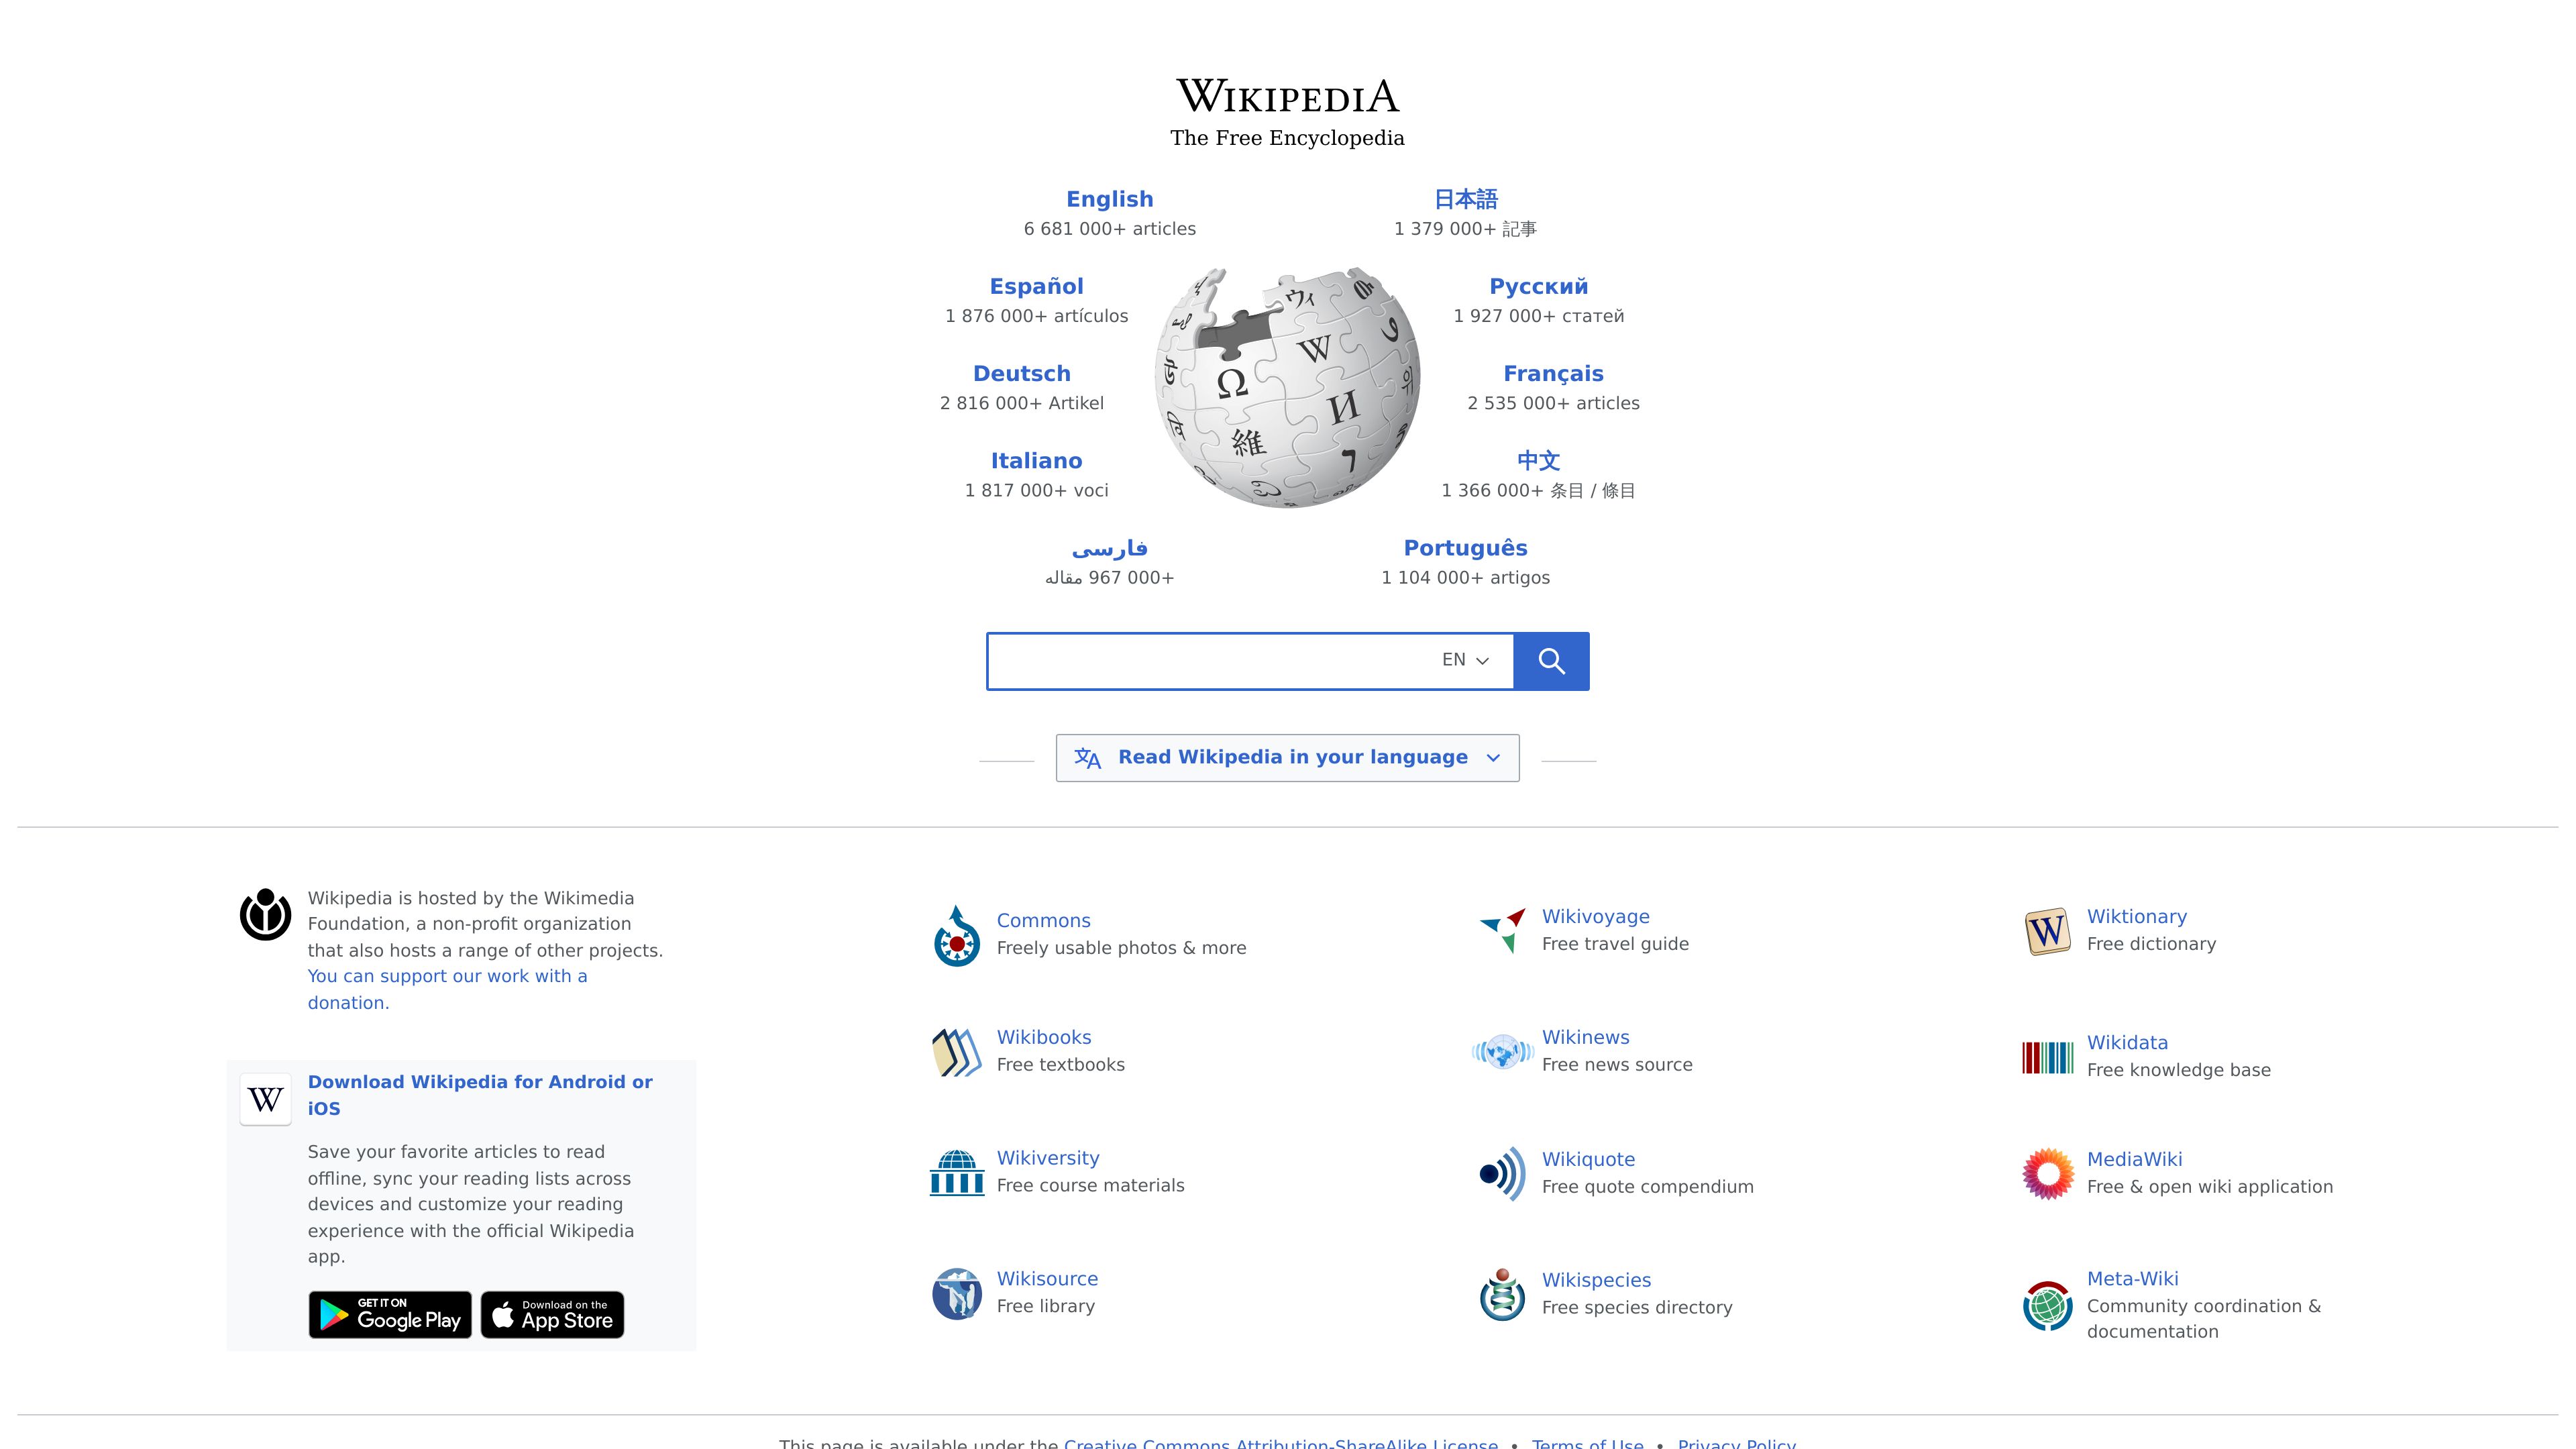 WIKIPEDIA
The Free Encyclopedia
English
6 681 000+ articles
日本語
1 379 000+ 記事
Español
1 876 000+ artículos
Русский
1 927 000+ статей
Deutsch
2 816 000+ Artikel
Français
2 535 000+ articles
Italiano
1 817 000+ voci
中文
1 366 000+ 条目 / 條目
فارسی
۹۶۷ ۰۰۰+ مقاله
Português
1 104 000+ artigos
Ω
W
И
維
ウィ
EN
Read Wikipedia in your language
Wikipedia is hosted by the Wikimedia
Foundation, a non-profit organization
that also hosts a range of other projects.
You can support our work with a
donation.
W
Download Wikipedia for Android or
iOS
Save your favorite articles to read
offline, sync your reading lists across
devices and customize your reading
experience with the official Wikipedia
app.
GET IT ON
Google Play
Download on the
App Store
Commons
Freely usable photos & more
Wikivoyage
Free travel guide
W
Wiktionary
Free dictionary
Wikibooks
Free textbooks
Wikinews
Free news source
Wikidata
Free knowledge base
Wikiversity
Free course materials
Wikiquote
Free quote compendium
MediaWiki
Free & open wiki application
Wikisource
Free library
Wikispecies
Free species directory
Meta-Wiki
Community coordination &
documentation
This page is available under the Creative Commons Attribution-ShareAlike License • Terms of Use • Privacy Policy